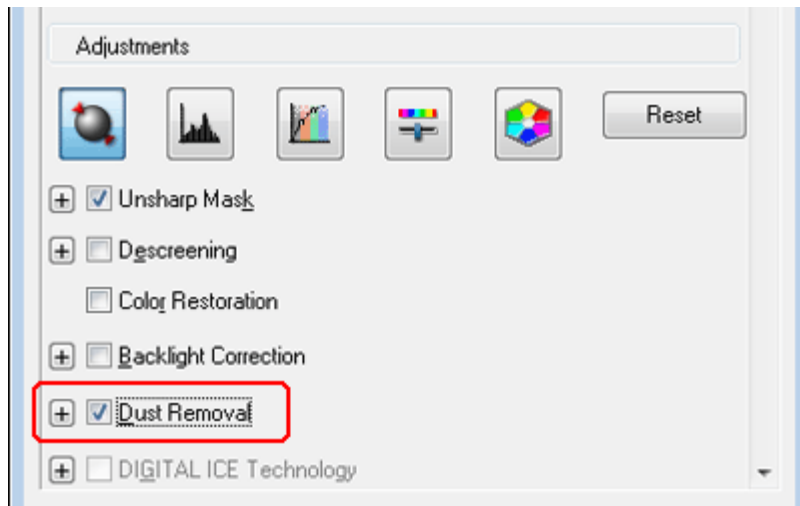 Adjustments
Reset
Unsharp Mask
Descreening
Color Restoration
Backlight Correction
Dust Removal
DIGITAL ICE Technology